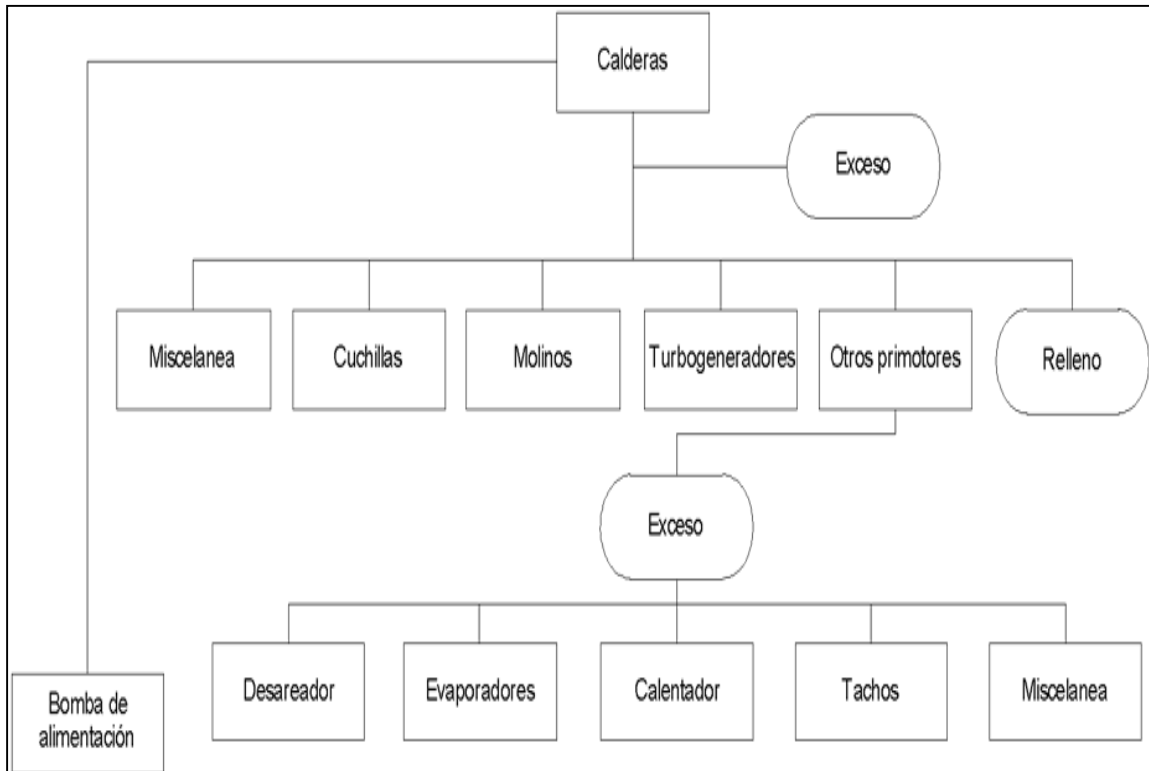 Calderas
Exceso
Miscelanea
Cuchillas
Molinos
Turbogeneradores
Otros primotores
Relleno
Exceso
Desareador
Evaporadores
Calentador
Tachos
Miscelanea
Bomba de
alimentación